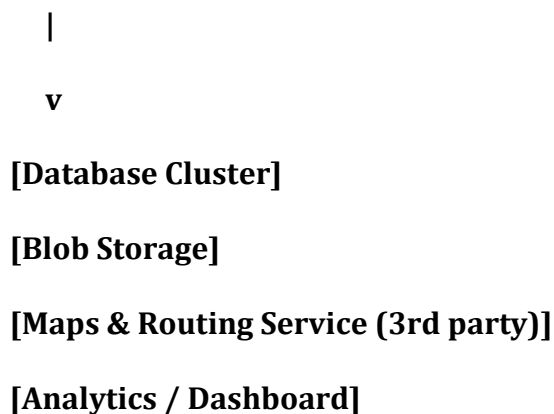 |
v
[Database Cluster]
[Blob Storage]
[Maps & Routing Service (3rd party)]
[Analytics / Dashboard]